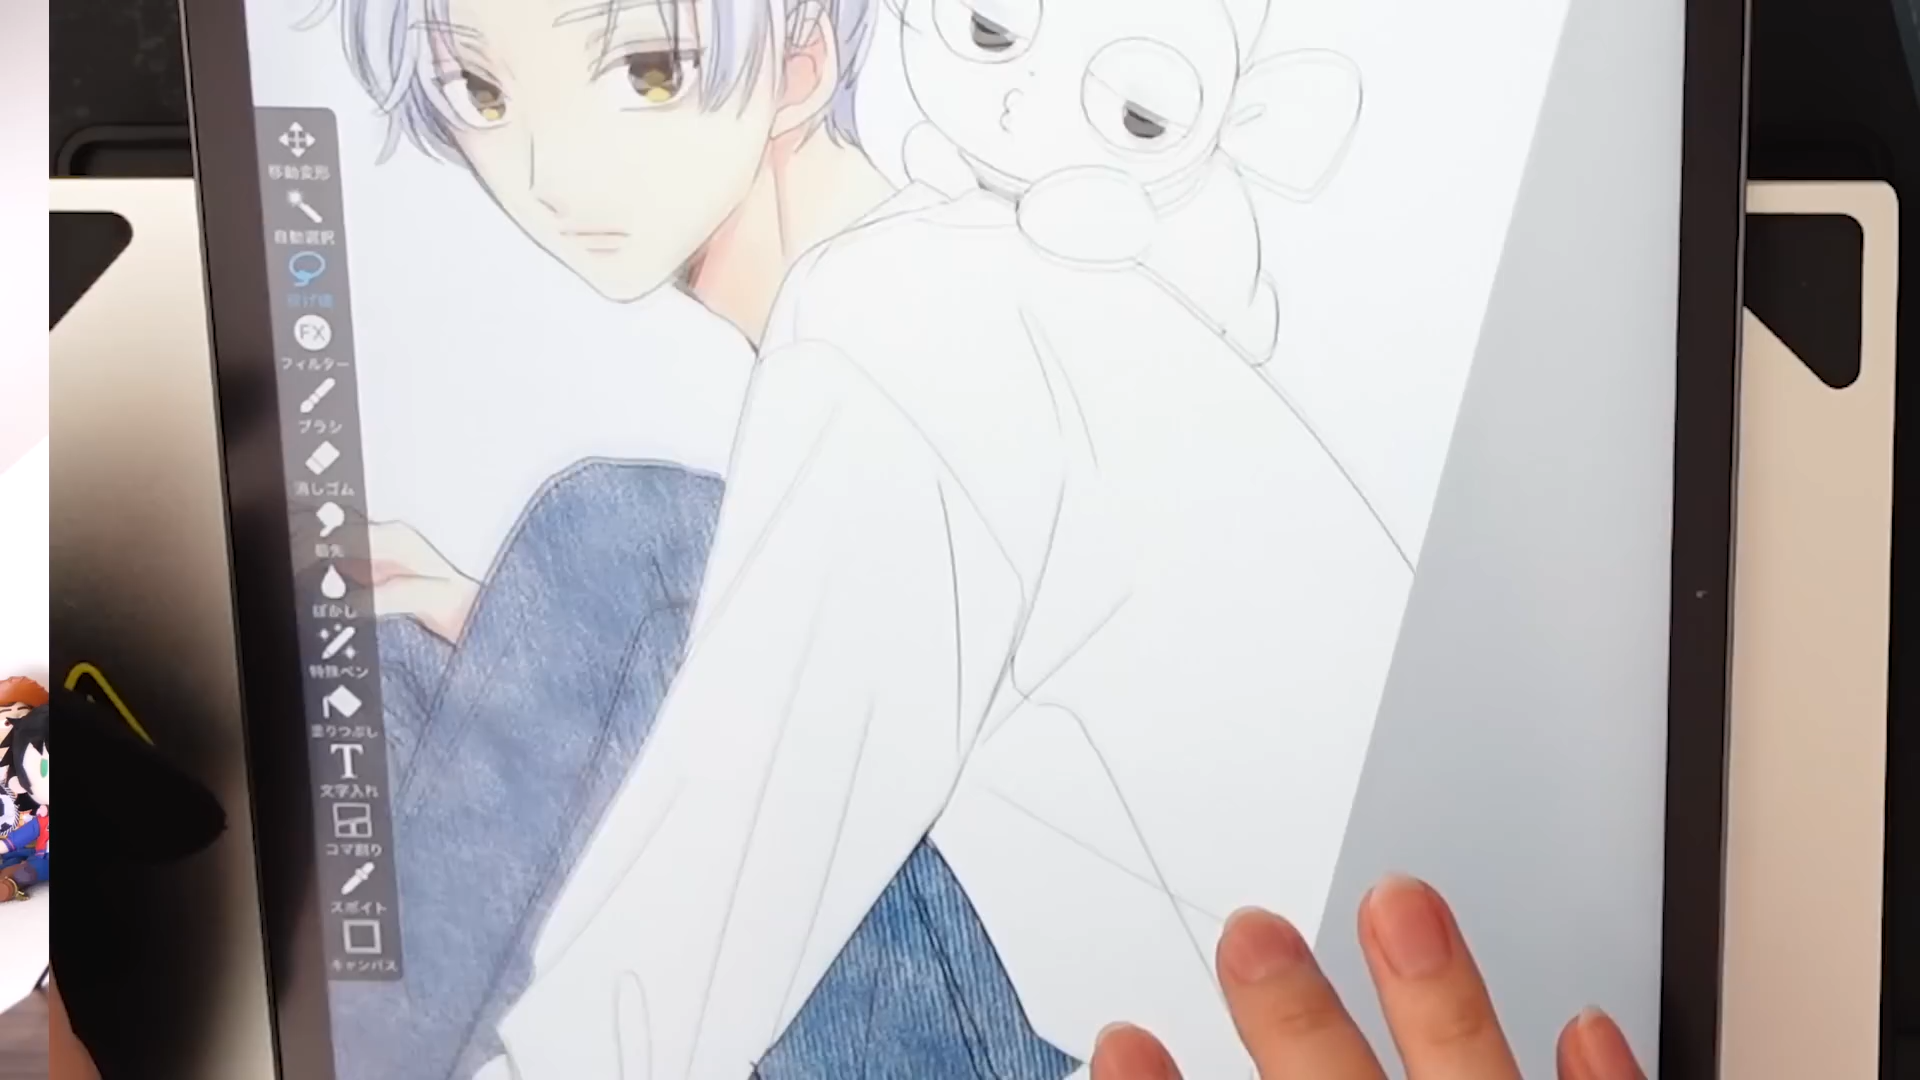 移動変形
自動選択
投げ縄
FX
フィルター
ブラシ
消しゴム
指先
ぼかし
特殊ペン
塗りつぶし
T
文字入れ
コマ割り
スポイト
キャンバス